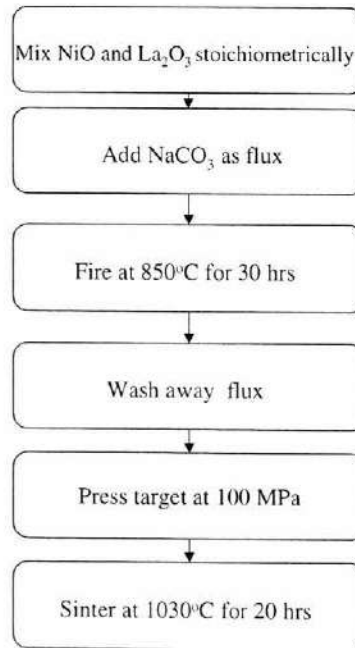 Mix NiO and La₂O₃ stoichiometrically
Add NaCO₃ as flux
Fire at 850°C for 30 hrs
Wash away flux
Press target at 100 MPa
Sinter at 1030°C for 20 hrs